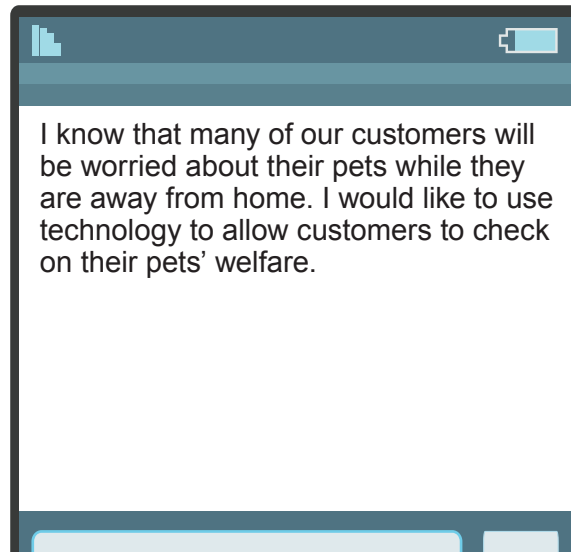 I know that many of our customers will
be worried about their pets while they
are away from home. I would like to use
technology to allow customers to check
on their pets’ welfare.